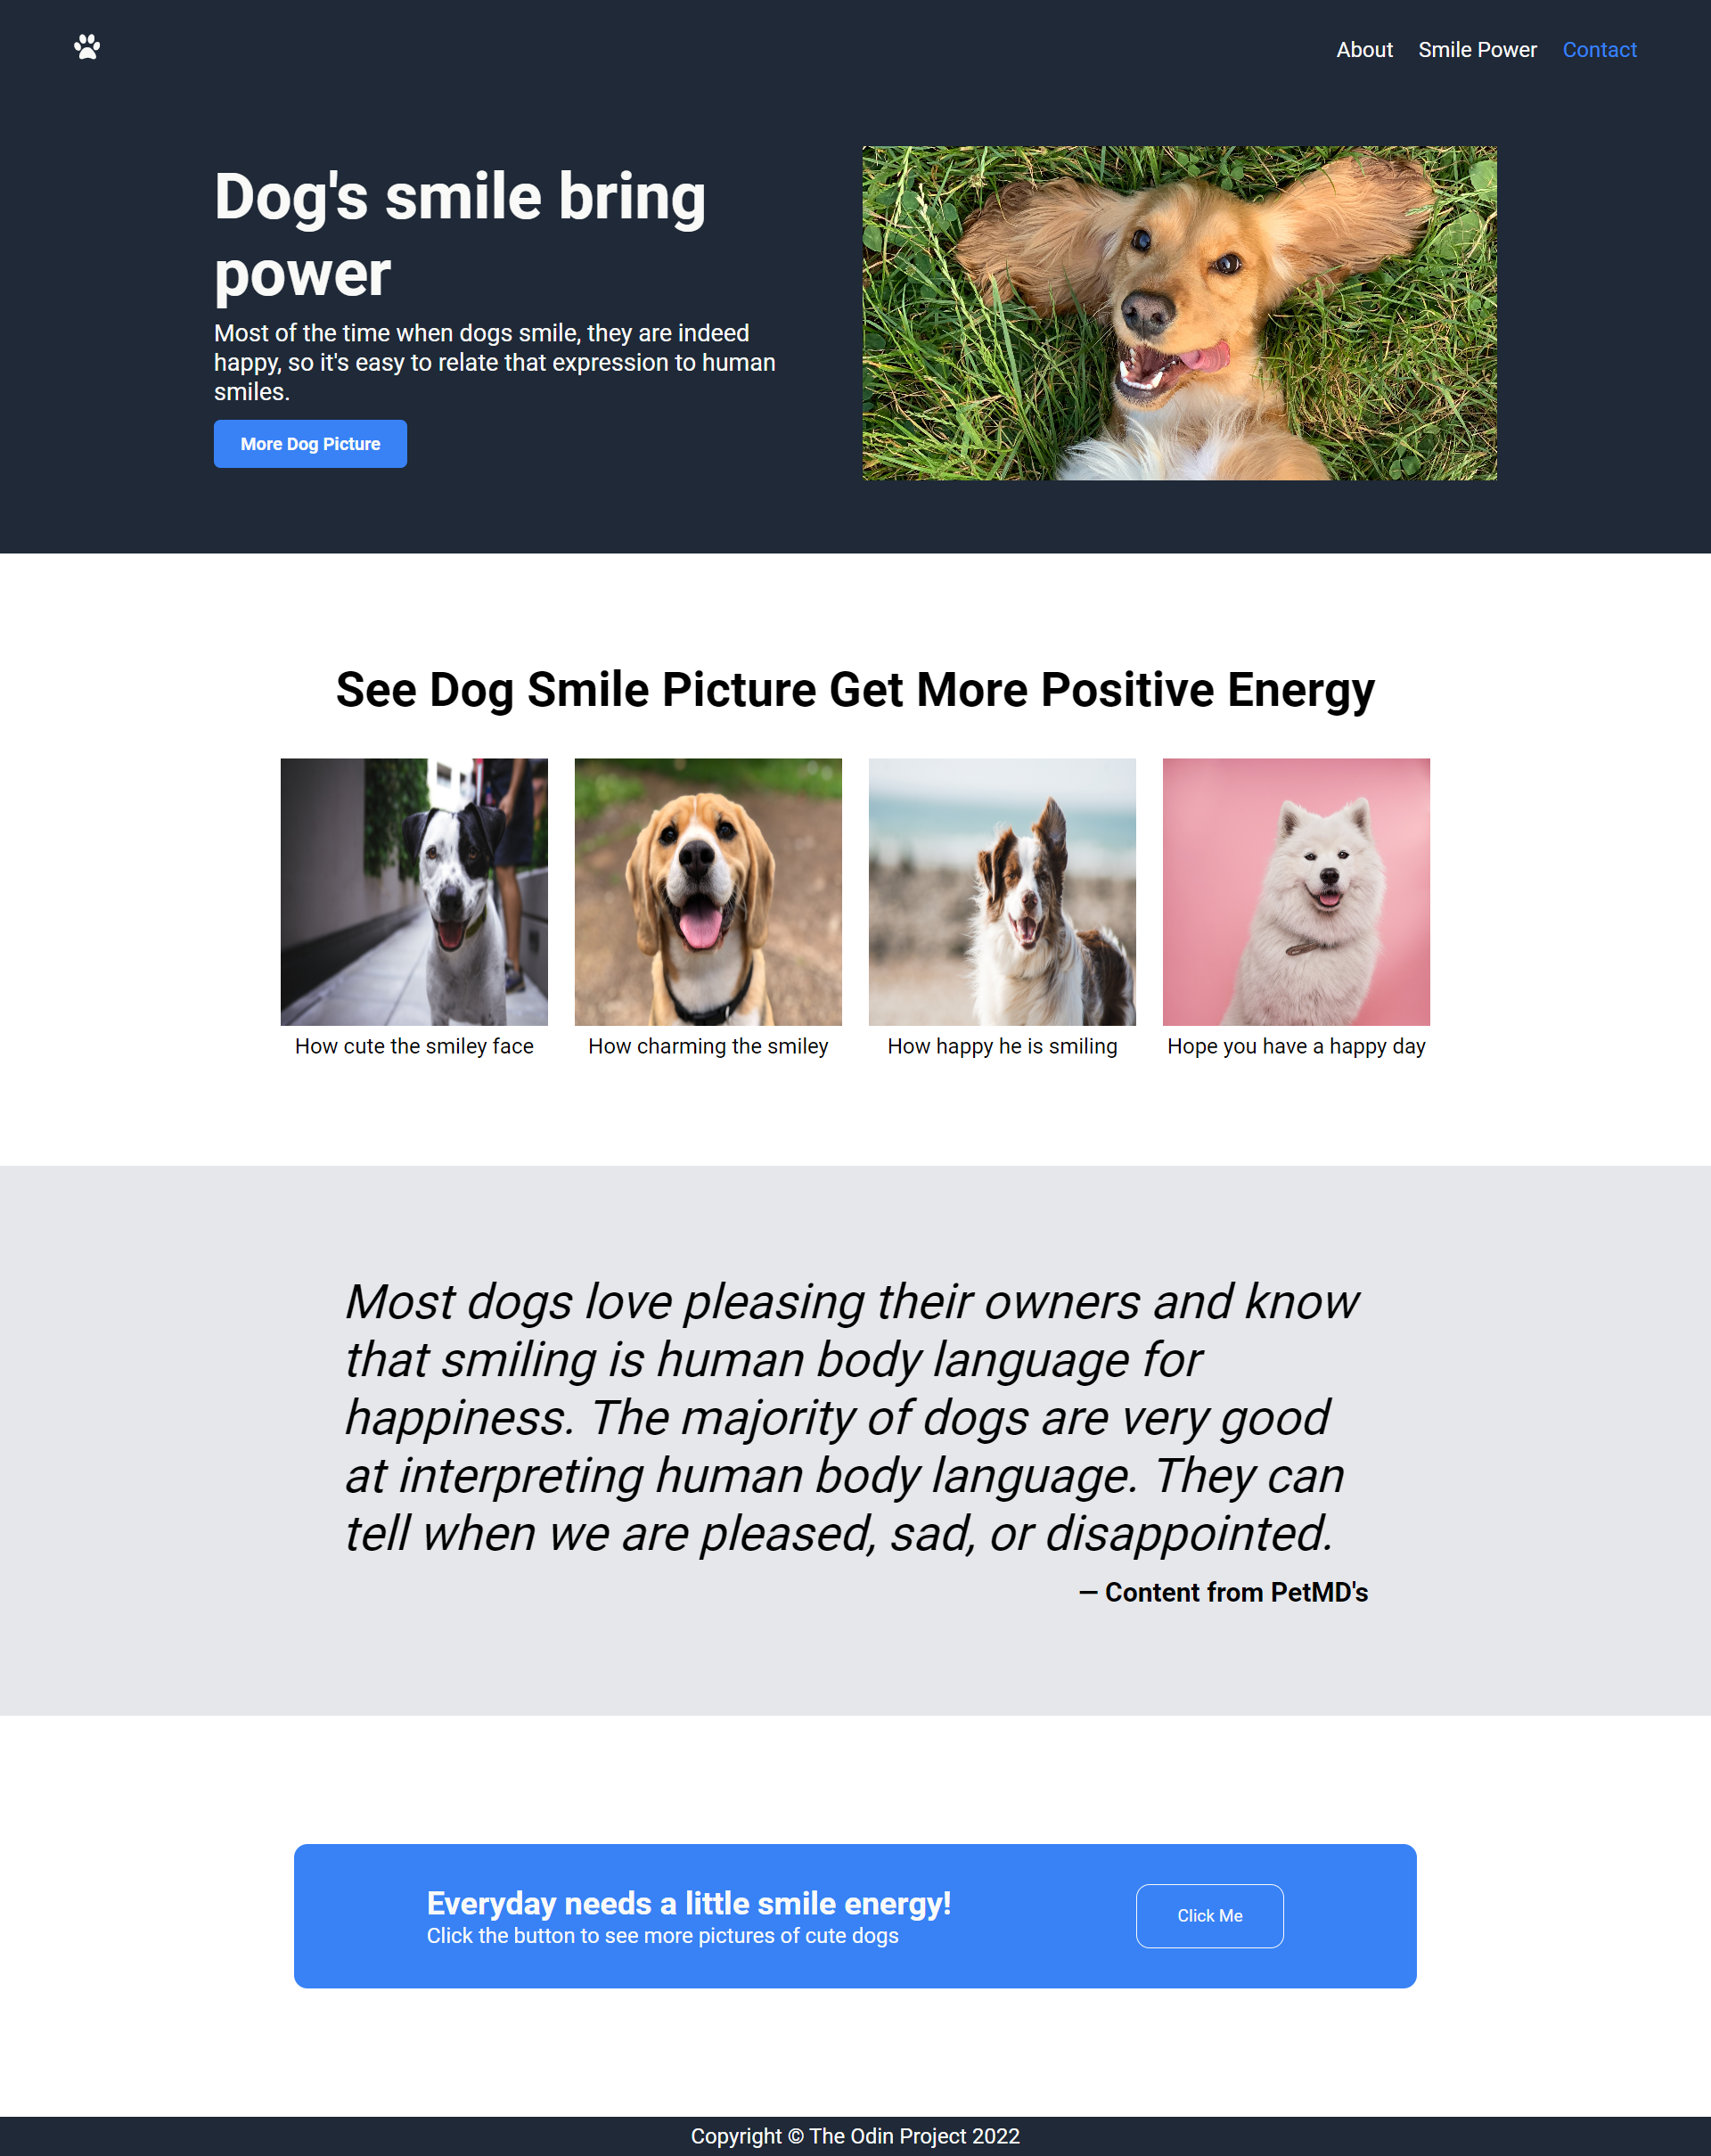 About Smile Power Contact
Dog's smile bring
power
Most of the time when dogs smile, they are indeed
happy, so it's easy to relate that expression to human
smiles.
More Dog Picture
See Dog Smile Picture Get More Positive Energy
How cute the smiley face
How charming the smiley
How happy he is smiling
Hope you have a happy day
Most dogs love pleasing their owners and know
that smiling is human body language for
happiness. The majority of dogs are very good
at interpreting human body language. They can
tell when we are pleased, sad, or disappointed.
— Content from PetMD's
Everyday needs a little smile energy!
Click the button to see more pictures of cute dogs
Click Me
Copyright © The Odin Project 2022